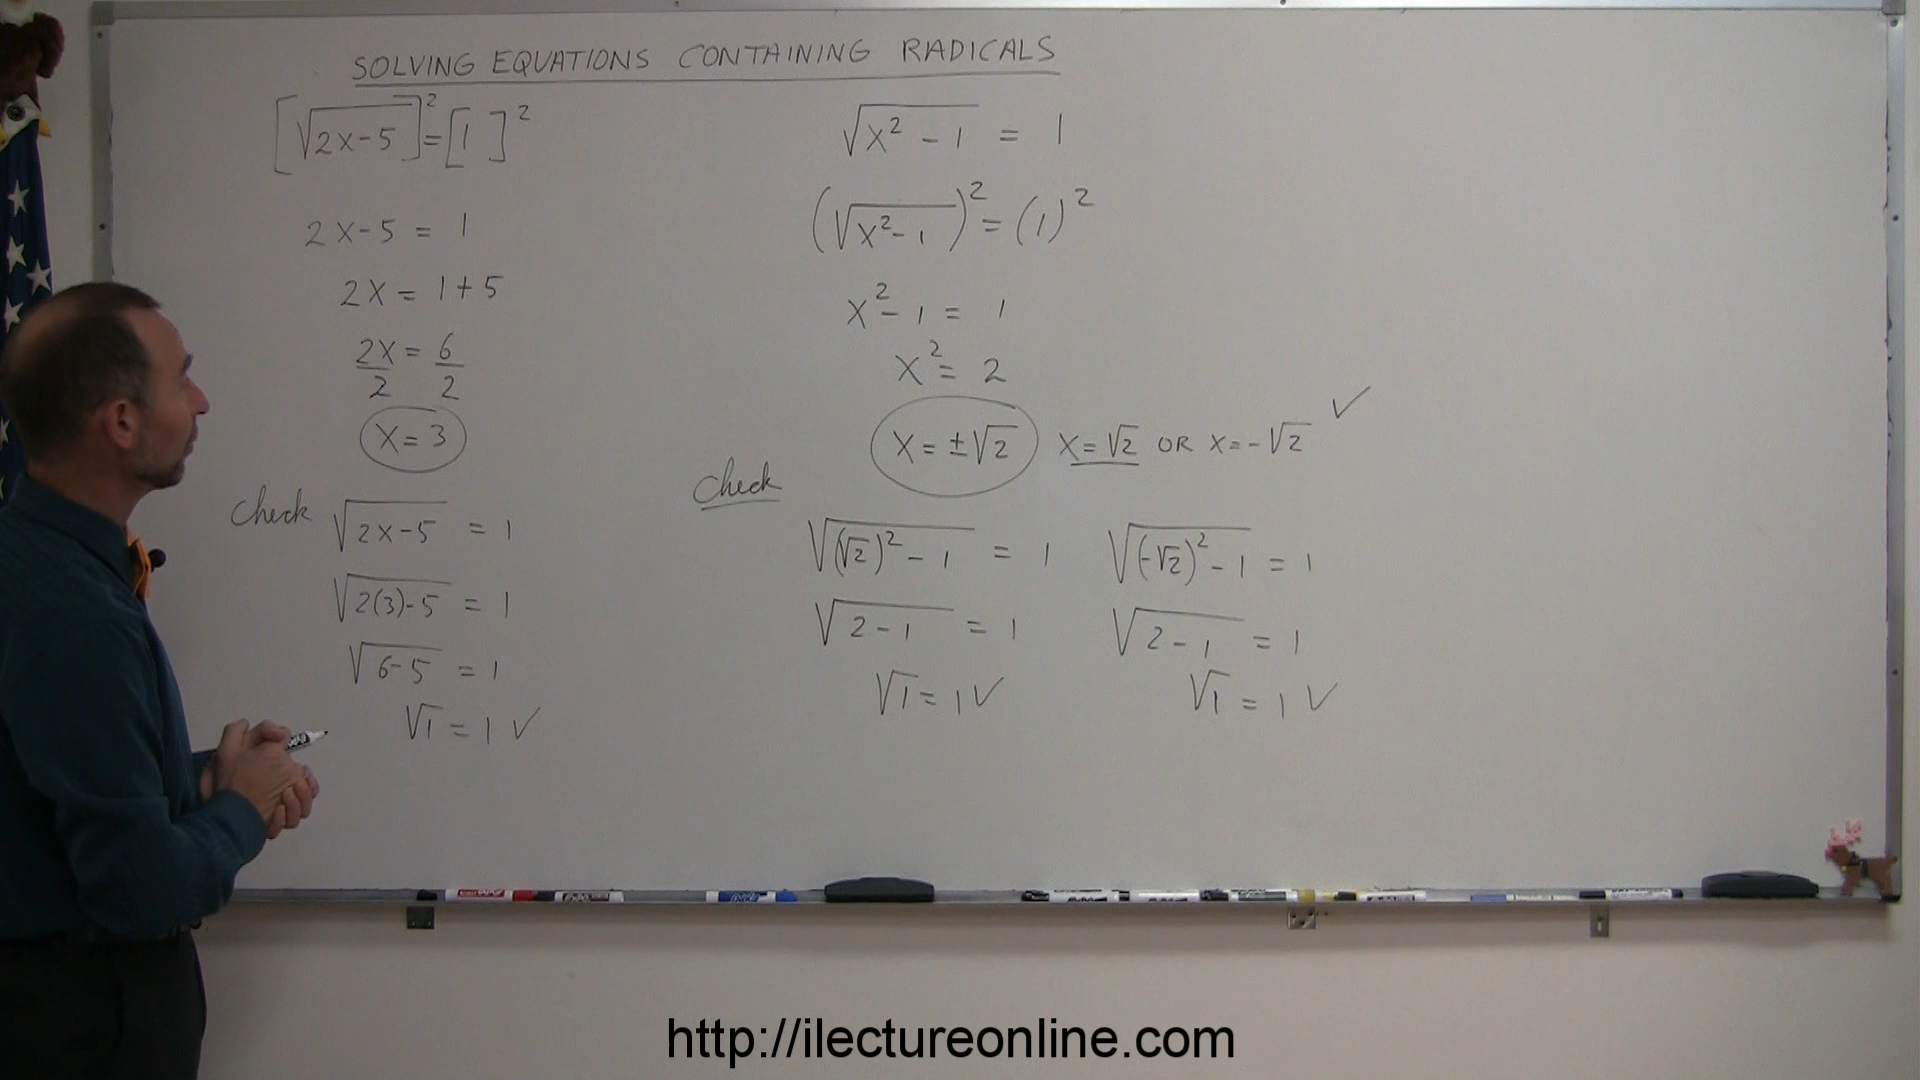 SOLVING EQUATIONS CONTAINING RADICALS
[√(2x-5)]² = [1]²
2x-5 = 1
2x = 1+5
2x/2 = 6/2
x = 3
Check √(2x-5) = 1
√(2(3)-5) = 1
√(6-5) = 1
√1 = 1 ✓
√(x²-1) = 1
(√(x²-1))² = (1)²
x²-1 = 1
x² = 2
x = ±√2 x = √2 OR x = -√2 ✓
Check
√((√2)²-1) = 1
√(2-1) = 1
√1 = 1 ✓
√((-√2)²-1) = 1
√(2-1) = 1
√1 = 1 ✓
http://ilectureonline.com